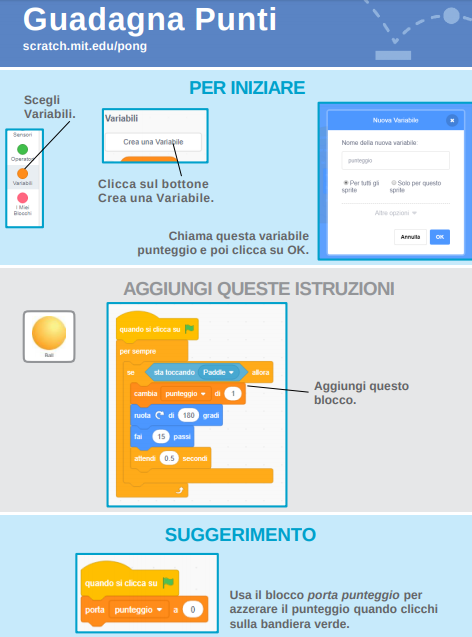 Guadagna Punti
scratch.mit.edu/pong
PER INIZIARE
Scegli
Variabili.
Sensori
Operatori
Variabili
I Miei
Blocchi
Variabili
Crea una Variabile
Clicca sul bottone
Crea una Variabile.
Nuova Variabile
Nome della nuova variabile:
punteggio
Per tutti gli
sprite
Solo per questo
sprite
Altre opzioni
Annulla
OK
Chiama questa variabile
punteggio e poi clicca su OK.
AGGIUNGI QUESTE ISTRUZIONI
Ball
quando si clicca su
per sempre
se sta toccando Paddle allora
cambia punteggio di 1
ruota di 180 gradi
fai 15 passi
attendi 0.5 secondi
Aggiungi questo
blocco.
SUGGERIMENTO
quando si clicca su
porta punteggio a 0
Usa il blocco porta punteggio per
azzerare il punteggio quando clicchi
sulla bandiera verde.